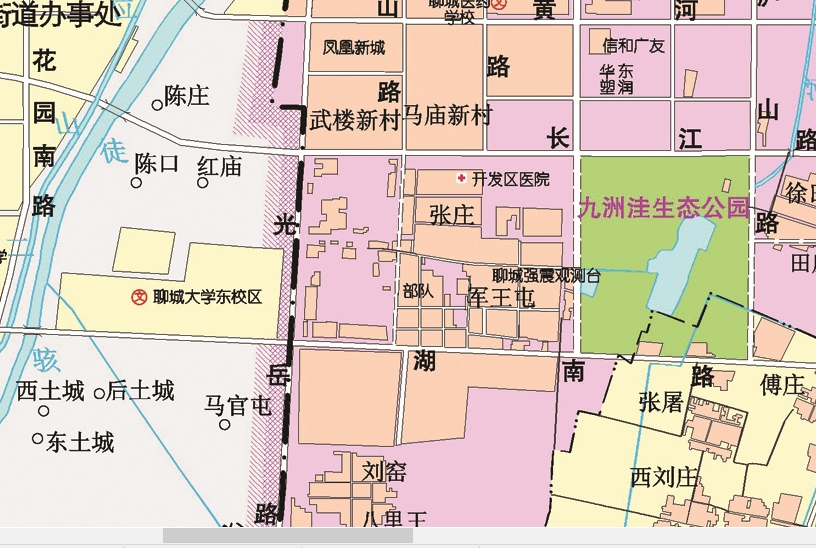 街道办事处
山
聊城医药
学校
黄
河
花
园
南
路
凤凰新城
信和广友
华东
塑润
路
陈庄
路
武楼新村
马庙新村
山
徒
长
江
山
路
陈口
红庙
开发区医院
张庄
九洲洼生态公园
光
路
聊城大学东校区
部队
聊城强震观测台
军王屯
骇
岳
湖
南
路
傅庄
西土城
后土城
马官屯
张屠
东土城
刘窑
西刘庄
路
八里王